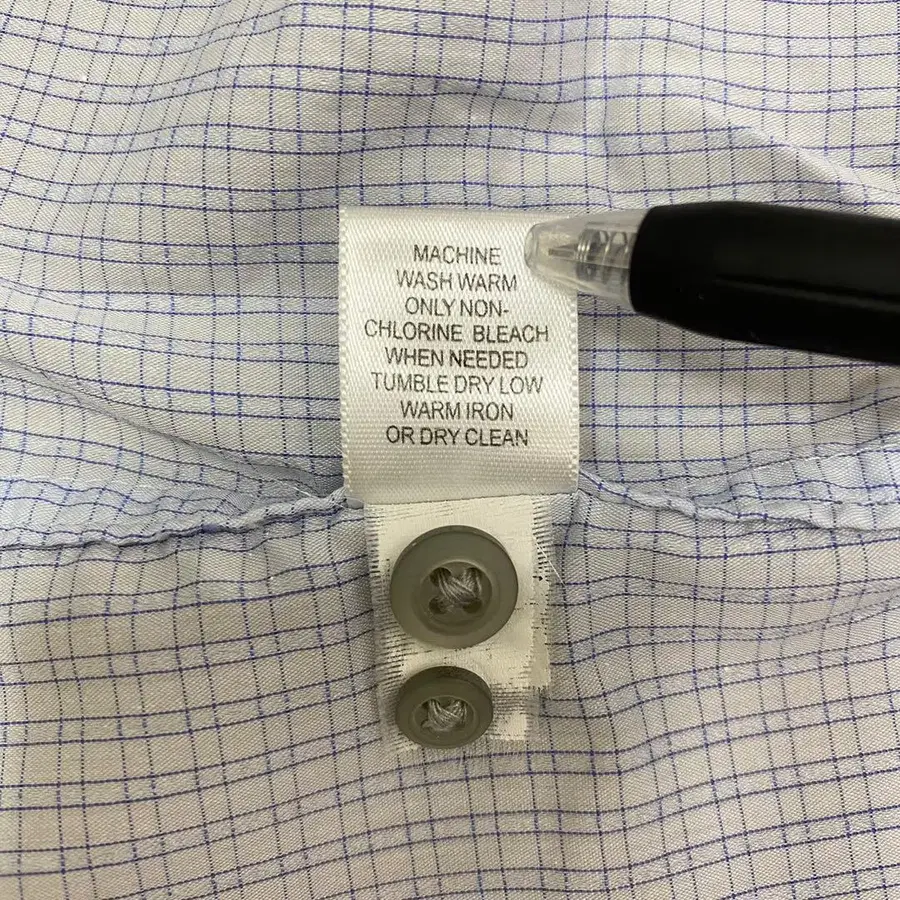 MACHINE
WASH WARM
ONLY NON-
CHLORINE BLEACH
WHEN NEEDED
TUMBLE DRY LOW
WARM IRON
OR DRY CLEAN